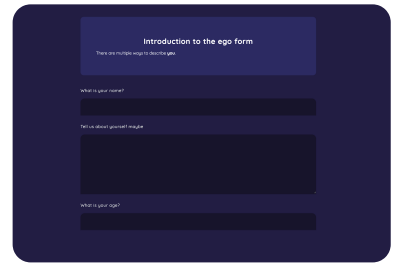 Introduction to the ego form
There are multiple ways to describe you.
What is your name?
Tell us about yourself maybe
What is your age?